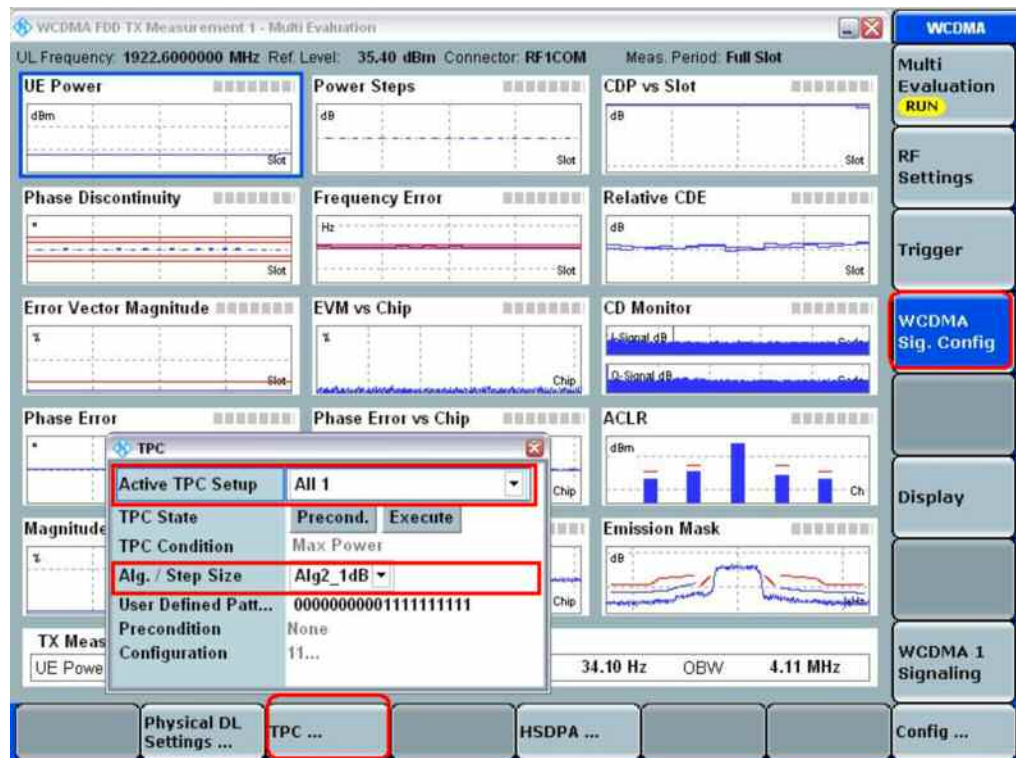 WCDMA FDD TX Measurement 1 - Multi Evaluation
UL Frequency: 1922.6000000 MHz Ref. Level: 35.40 dBm Connector: RF1COM Meas. Period: Full Slot
UE Power
dBm
Slot
Power Steps
dB
Slot
CDP vs Slot
dB
Slot
Phase Discontinuity
°
Slot
Frequency Error
Hz
Slot
Relative CDE
dB
Slot
Error Vector Magnitude
%
Slot
EVM vs Chip
%
Chip
CD Monitor
I-Signal dB
Code
Q-Signal dB
Code
Phase Error
°
Phase Error vs Chip
Chip
ACLR
dBm
Ch
Magnitude
%
Chip
Emission Mask
dB
TPC
Active TPC Setup All 1
TPC State Precond. Execute
TPC Condition Max Power
Alg. / Step Size Alg2_1dB
User Defined Patt... 00000000001111111111
Precondition None
Configuration 11...
TX Meas
UE Powe 34.10 Hz OBW 4.11 MHz
WCDMA
Multi
Evaluation
RUN
RF
Settings
Trigger
WCDMA
Sig. Config
Display
WCDMA 1
Signaling
Physical DL
Settings ...
TPC ...
HSDPA ...
Config ...